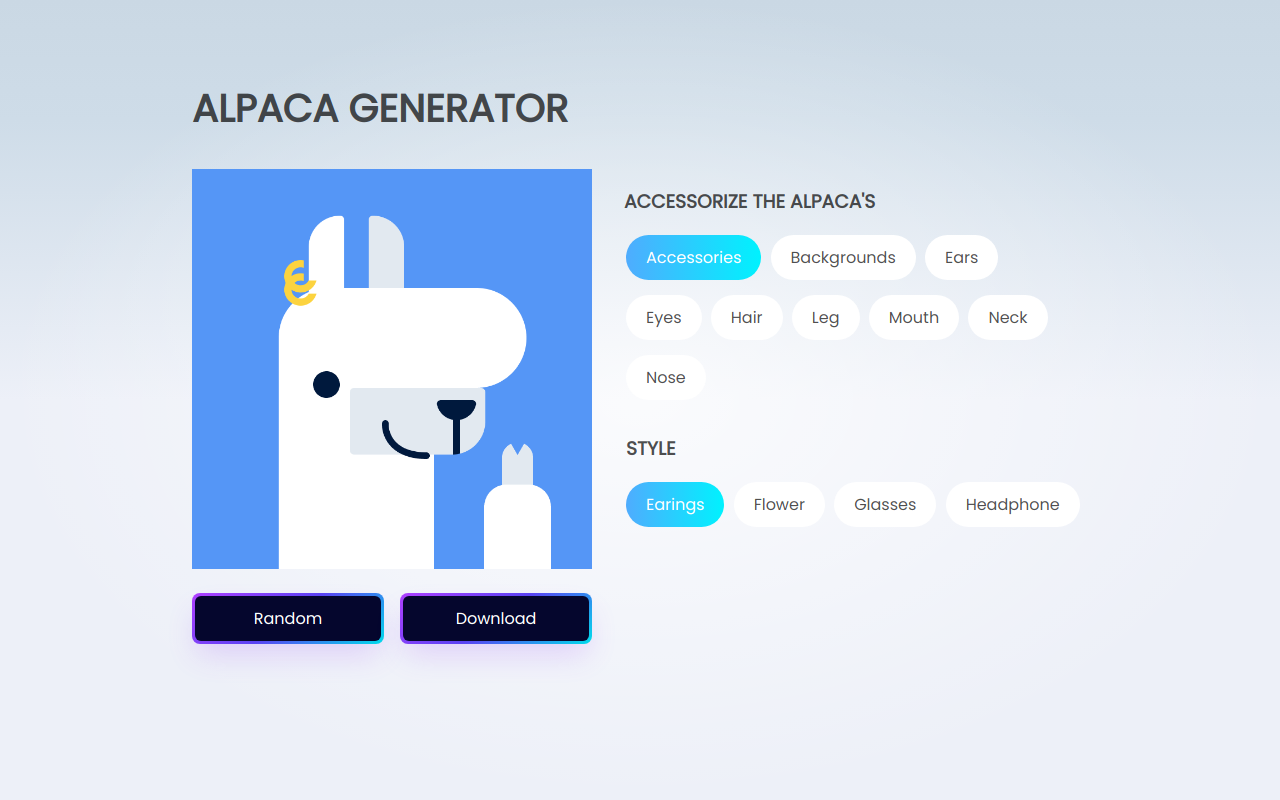 ALPACA GENERATOR
ACCESSORIZE THE ALPACA'S
Accessories Backgrounds Ears
Eyes Hair Leg Mouth Neck
Nose
STYLE
Earings Flower Glasses Headphone
Random Download